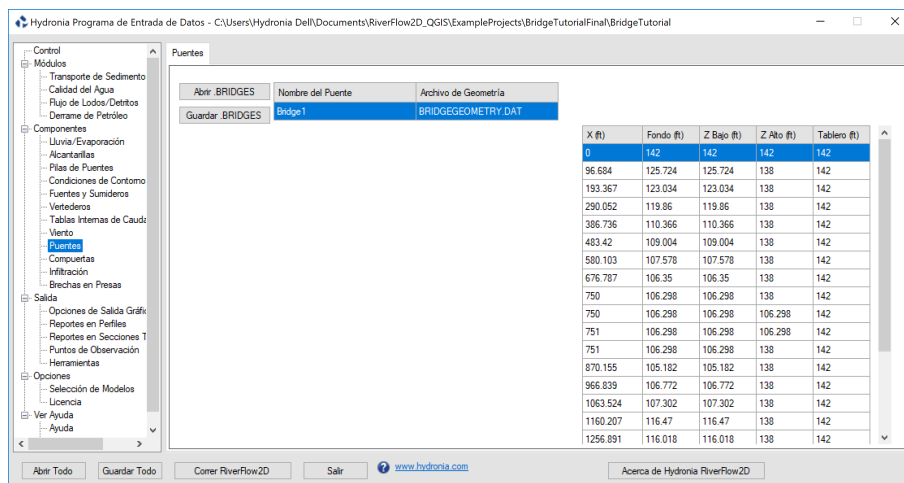 Hydronia Programa de Entrada de Datos - C:\Users\Hydronia Dell\Documents\RiverFlow2D_QGIS\ExampleProjects\BridgeTutorialFinal\BridgeTutorial
Control
Módulos
Transporte de Sedimento
Calidad del Agua
Flujo de Lodos/Detritos
Derrame de Petróleo
Componentes
Lluvia/Evaporación
Alcantarillas
Pilas de Puentes
Condiciones de Contorno
Fuentes y Sumideros
Vertederos
Tablas Internas de Cauda
Viento
Puentes
Compuertas
Infiltración
Brechas en Presas
Salida
Opciones de Salida Gráfic
Reportes en Perfiles
Reportes en Secciones T
Puntos de Observación
Herramientas
Opciones
Selección de Modelos
Licencia
Ver Ayuda
Ayuda
Puentes
Abrir .BRIDGES
Guardar .BRIDGES
Nombre del Puente Archivo de Geometría
Bridge1 BRIDGEGEOMETRY.DAT
X (ft) Fondo (ft) Z Bajo (ft) Z Alto (ft) Tablero (ft)
0 142 142 142 142
96.684 125.724 125.724 138 142
193.367 123.034 123.034 138 142
290.052 119.86 119.86 138 142
386.736 110.366 110.366 138 142
483.42 109.004 109.004 138 142
580.103 107.578 107.578 138 142
676.787 106.35 106.35 138 142
750 106.298 106.298 138 142
750 106.298 106.298 106.298 142
751 106.298 106.298 106.298 142
751 106.298 106.298 138 142
870.155 105.182 105.182 138 142
966.839 106.772 106.772 138 142
1063.524 107.302 107.302 138 142
1160.207 116.47 116.47 138 142
1256.891 116.018 116.018 138 142
Abrir Todo Guardar Todo Correr RiverFlow2D Salir ? www.hydronia.com Acerca de Hydronia RiverFlow2D